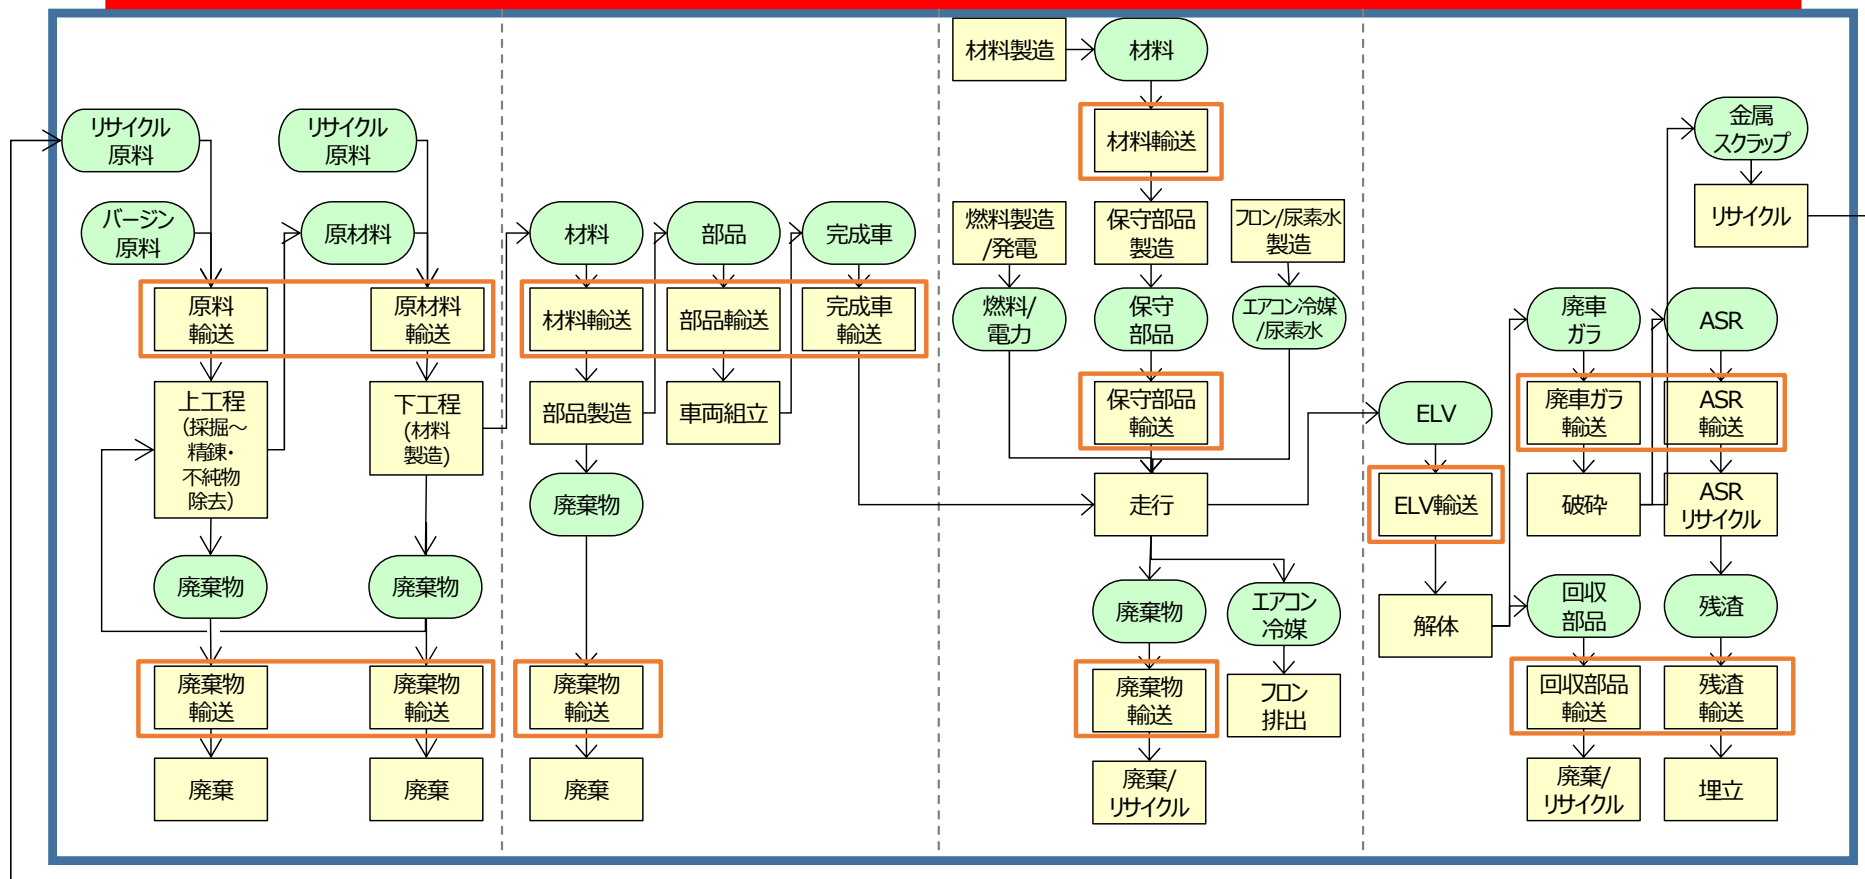 リサイクル
原料
リサイクル
原料
バージン
原料
原材料
原料
輸送
原材料
輸送
上工程
(採掘～
精錬・
不純物
除去)
下工程
(材料
製造)
廃棄物
廃棄物
廃棄物
輸送
廃棄物
輸送
廃棄
廃棄
材料
部品
完成車
材料輸送
部品輸送
完成車
輸送
部品製造
車両組立
廃棄物
廃棄物
輸送
廃棄
材料製造
材料
材料輸送
燃料製造
/発電
保守部品
製造
フロン/尿素水
製造
燃料/
電力
保守
部品
エアコン冷媒
/尿素水
保守部品
輸送
走行
廃棄物
エアコン
冷媒
廃棄物
輸送
フロン
排出
廃棄/
リサイクル
金属
スクラップ
リサイクル
廃車
ガラ
ASR
ELV
廃車ガラ
輸送
ASR
輸送
ELV輸送
破砕
ASR
リサイクル
解体
回収
部品
残渣
回収部品
輸送
残渣
輸送
廃棄/
リサイクル
埋立